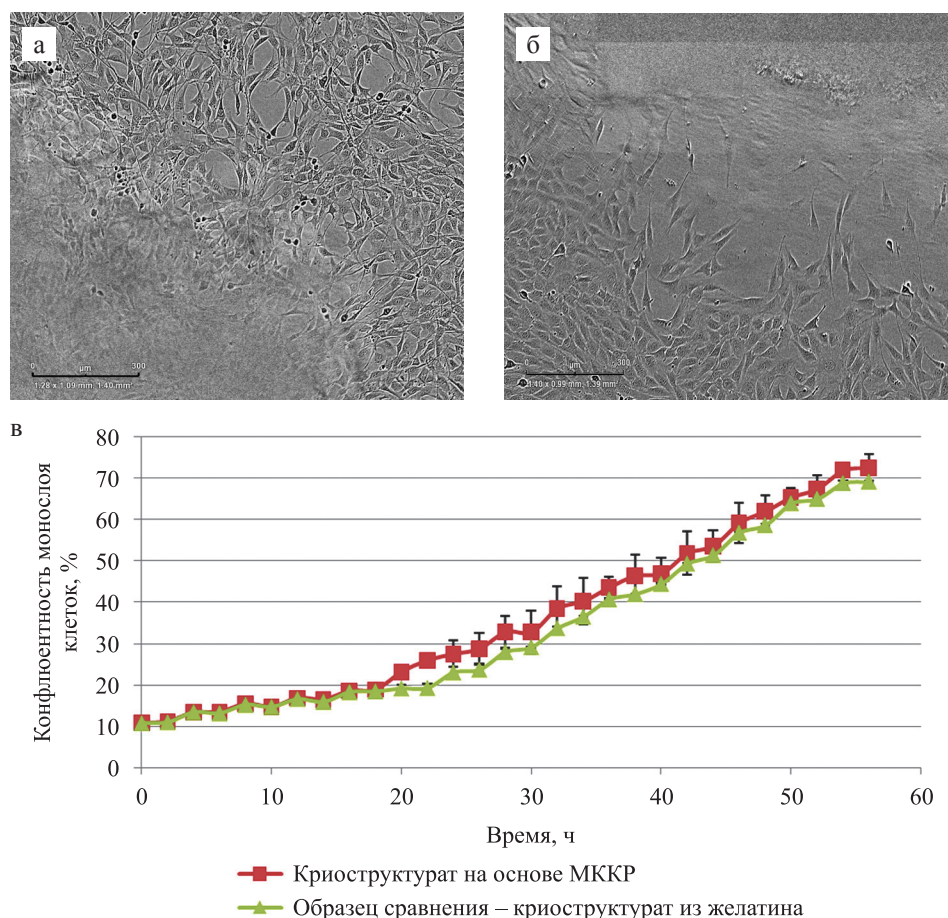 а
б
0 µm 300
1.28 x 1.09 mm 1.40 mm²
0 µm 300
1.40 x 0.99 mm 1.39 mm²
в
Конфлюентность монослоя
клеток, %
80
70
60
50
40
30
20
10
0
0 10 20 30 40 50 60
Время, ч
Криоструктурат на основе МККР
Образец сравнения – криоструктурат из желатина